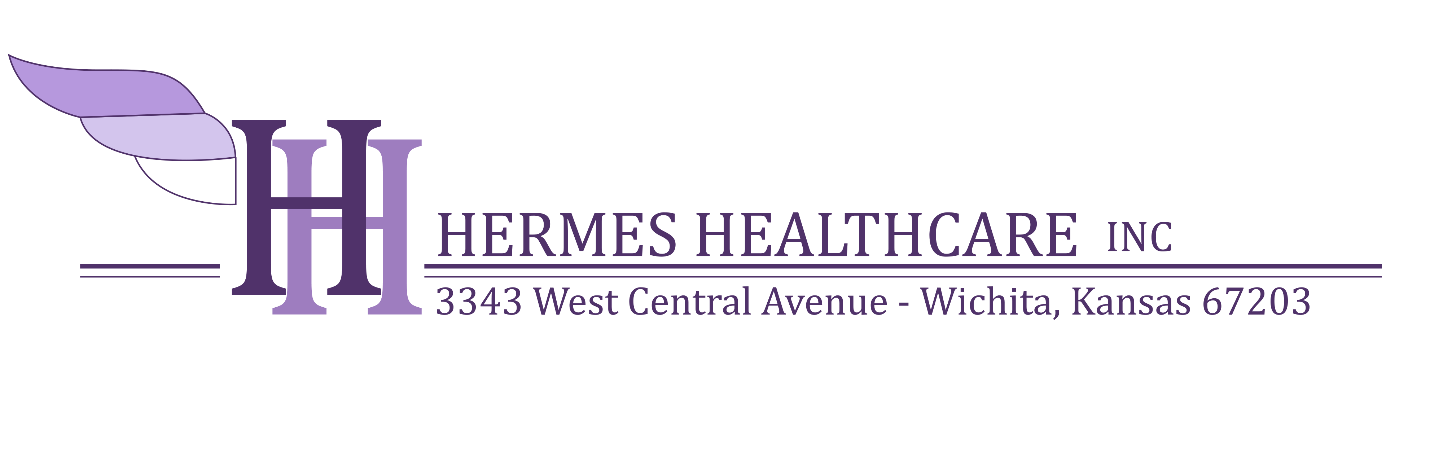 HH
HERMES HEALTHCARE INC
3343 West Central Avenue - Wichita, Kansas 67203